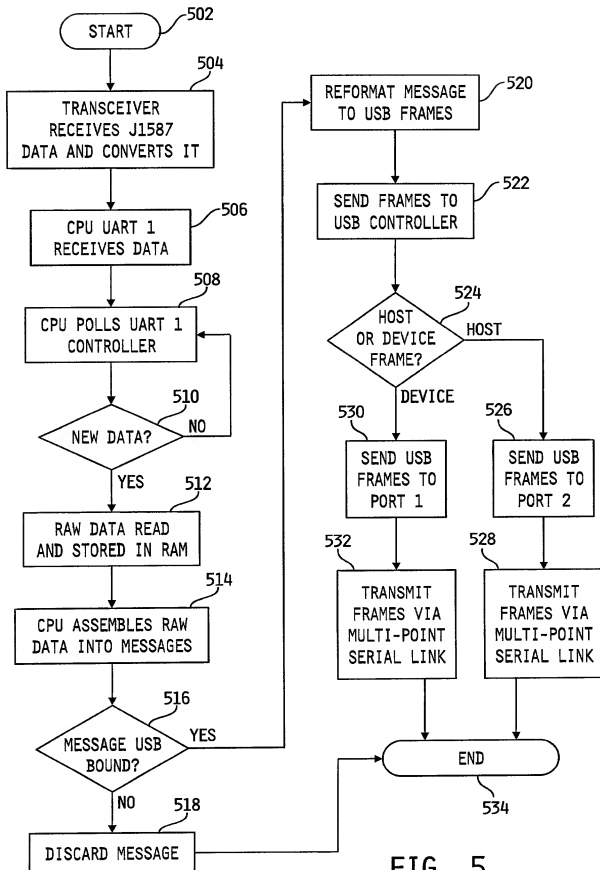 START
502
504
TRANSCEIVER
RECEIVES J1587
DATA AND CONVERTS IT
506
CPU UART 1
RECEIVES DATA
508
CPU POLLS UART 1
CONTROLLER
510
NEW DATA?
NO
YES
512
RAW DATA READ
AND STORED IN RAM
514
CPU ASSEMBLES RAW
DATA INTO MESSAGES
516
MESSAGE USB
BOUND?
YES
NO
518
DISCARD MESSAGE
520
REFORMAT MESSAGE
TO USB FRAMES
522
SEND FRAMES TO
USB CONTROLLER
524
HOST
OR DEVICE
FRAME?
HOST
DEVICE
530
SEND USB
FRAMES TO
PORT 1
526
SEND USB
FRAMES TO
PORT 2
532
TRANSMIT
FRAMES VIA
MULTI-POINT
SERIAL LINK
528
TRANSMIT
FRAMES VIA
MULTI-POINT
SERIAL LINK
END
534
FIG. 5